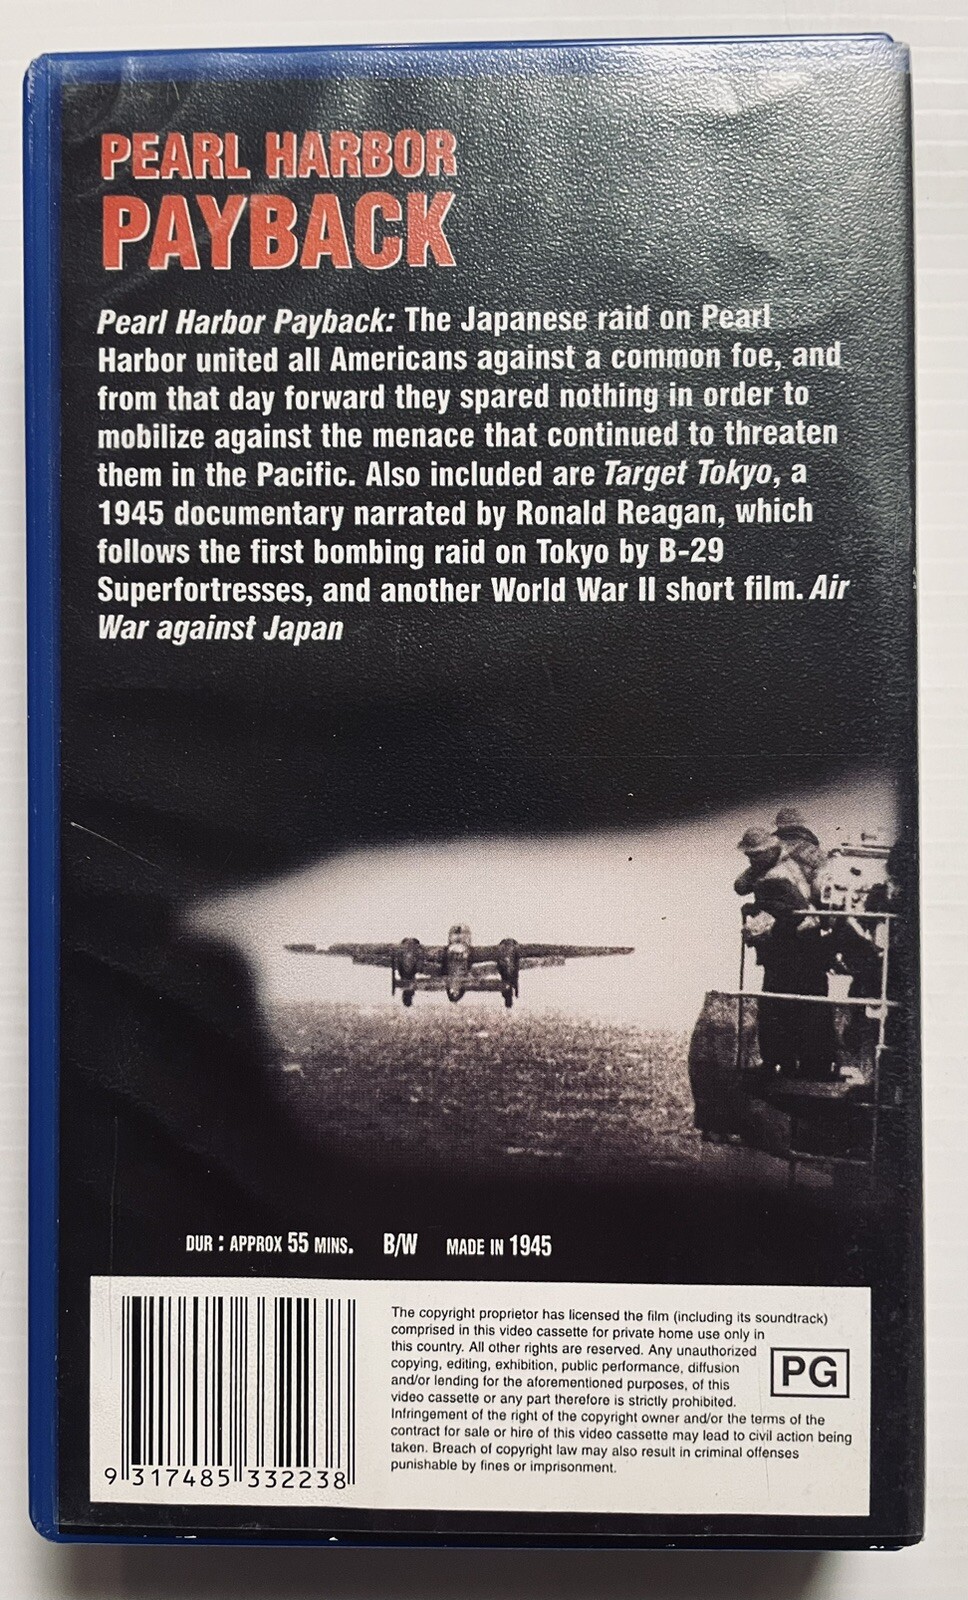 PEARL HARBOR
PAYBACK
Pearl Harbor Payback: The Japanese raid on Pearl
Harbor united all Americans against a common foe, and
from that day forward they spared nothing in order to
mobilize against the menace that continued to threaten
them in the Pacific. Also included are Target Tokyo, a
1945 documentary narrated by Ronald Reagan, which
follows the first bombing raid on Tokyo by B-29
Superfortresses, and another World War II short film. Air
War against Japan
DUR : APPROX 55 MINS. B/W MADE IN 1945
The copyright proprietor has licensed the film (including its soundtrack)
comprised in this video cassette for private home use only in
this country. All other rights are reserved. Any unauthorized
copying, editing, exhibition, public performance, diffusion
and/or lending for the aforementioned purposes, of this
video cassette or any part therefore is strictly prohibited.
Infringement of the right of the copyright owner and/or the terms of the
contract for sale or hire of this video cassette may lead to civil action being
taken. Breach of copyright law may also result in criminal offenses
punishable by fines or imprisonment.
PG
9 317485 332238